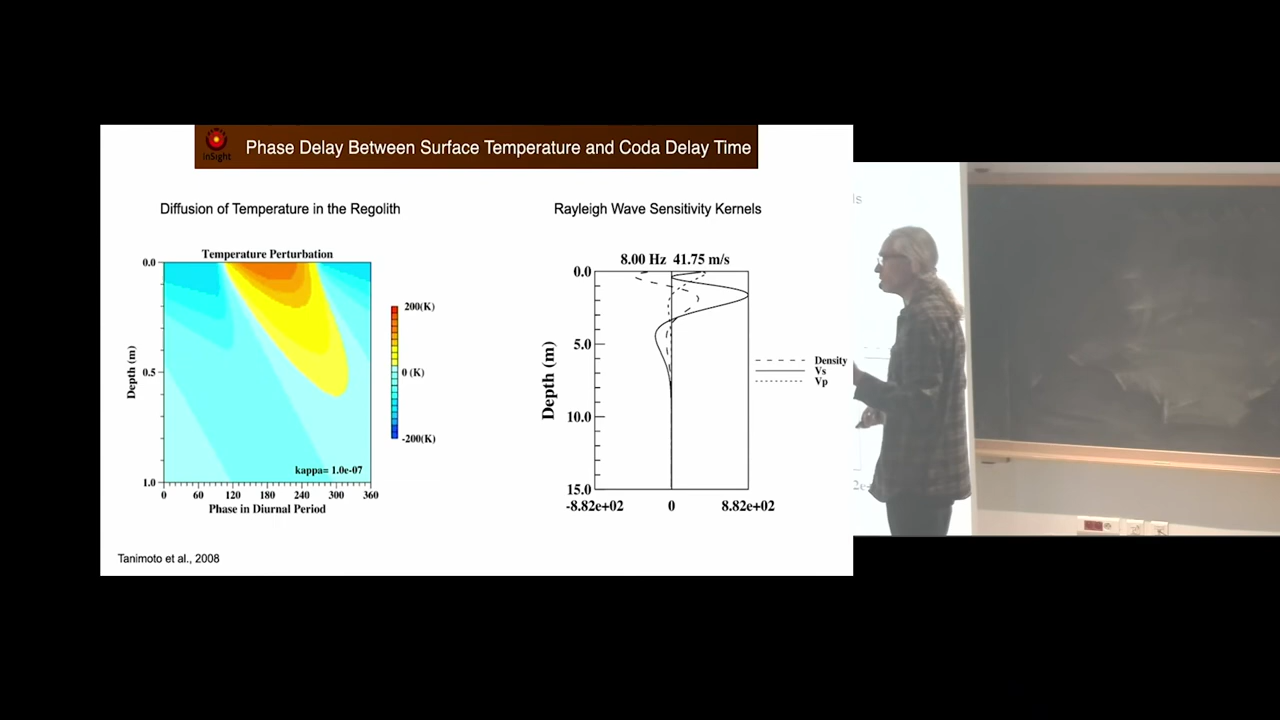 InSight
Phase Delay Between Surface Temperature and Coda Delay Time
Diffusion of Temperature in the Regolith
Rayleigh Wave Sensitivity Kernels
Temperature Perturbation
0.0
0.5
1.0
Depth (m)
0 60 120 180 240 300 360
Phase in Diurnal Period
kappa= 1.0e-07
200(K)
0 (K)
-200(K)
8.00 Hz 41.75 m/s
0.0
5.0
10.0
15.0
Depth (m)
-8.82e+02 0 8.82e+02
Density
Vs
Vp
Tanimoto et al., 2008
ls